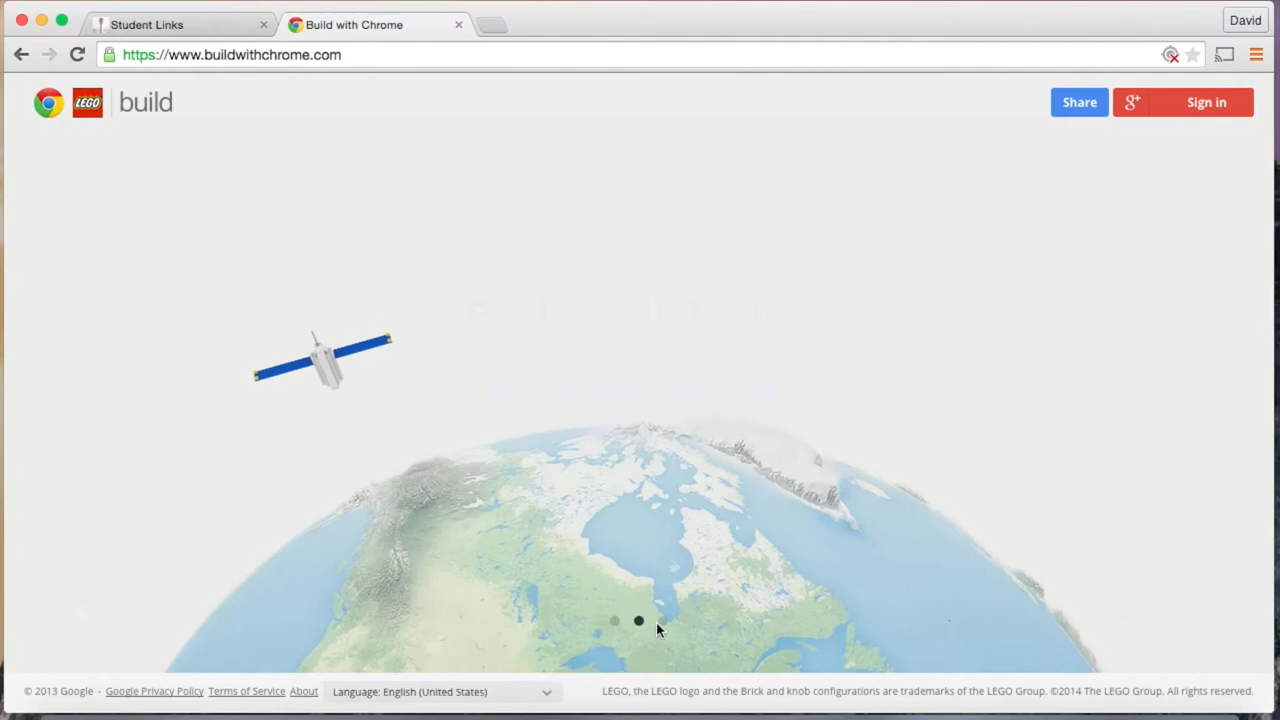 Student Links
Build with Chrome
David
https://www.buildwithchrome.com
LEGO
build
Share
g+ Sign in
© 2013 Google - Google Privacy Policy Terms of Service About
Language: English (United States)
LEGO, the LEGO logo and the Brick and knob configurations are trademarks of the LEGO Group. ©2014 The LEGO Group. All rights reserved.